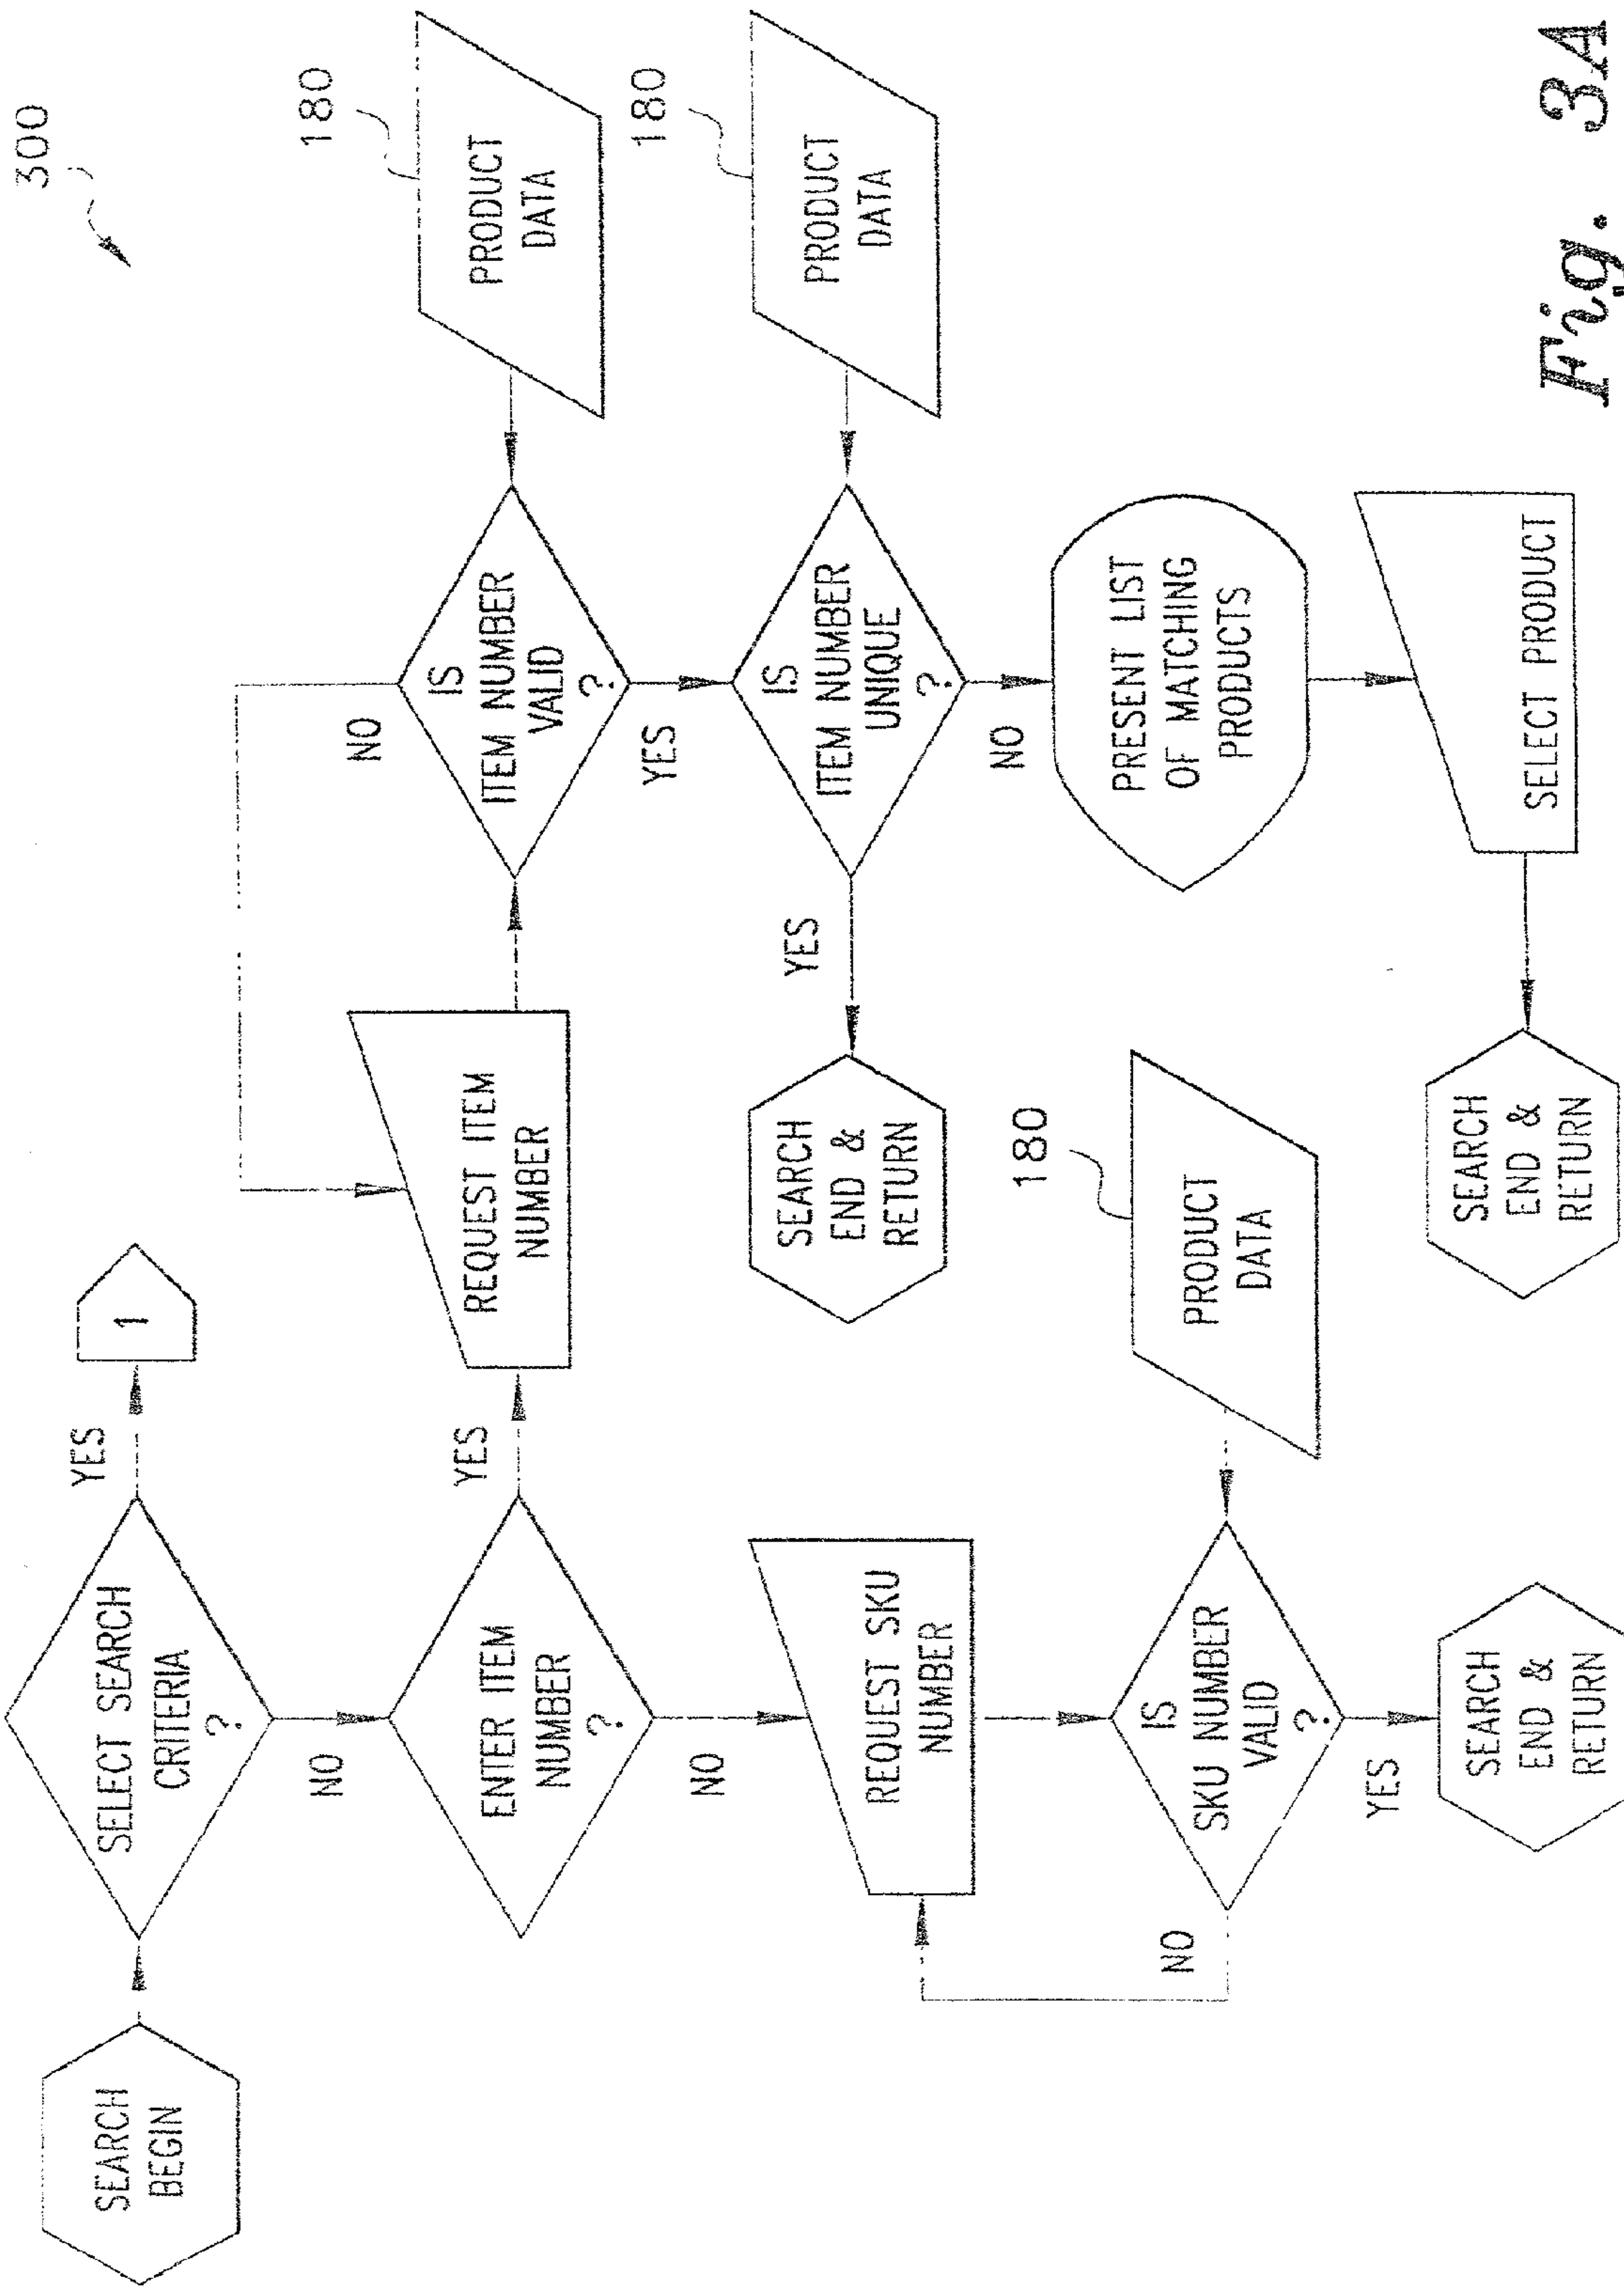 300
SEARCH
BEGIN
SELECT SEARCH
CRITERIA
?
YES
1
NO
ENTER ITEM
NUMBER
?
YES
REQUEST ITEM
NUMBER
NO
IS
ITEM NUMBER
VALID
?
180
PRODUCT
DATA
YES
IS
ITEM NUMBER
UNIQUE
?
180
PRODUCT
DATA
YES
SEARCH
END &
RETURN
NO
PRESENT LIST
OF MATCHING
PRODUCTS
SELECT PRODUCT
SEARCH
END &
RETURN
NO
REQUEST SKU
NUMBER
IS
SKU NUMBER
VALID
?
NO
180
PRODUCT
DATA
YES
SEARCH
END &
RETURN
Fig. 3A